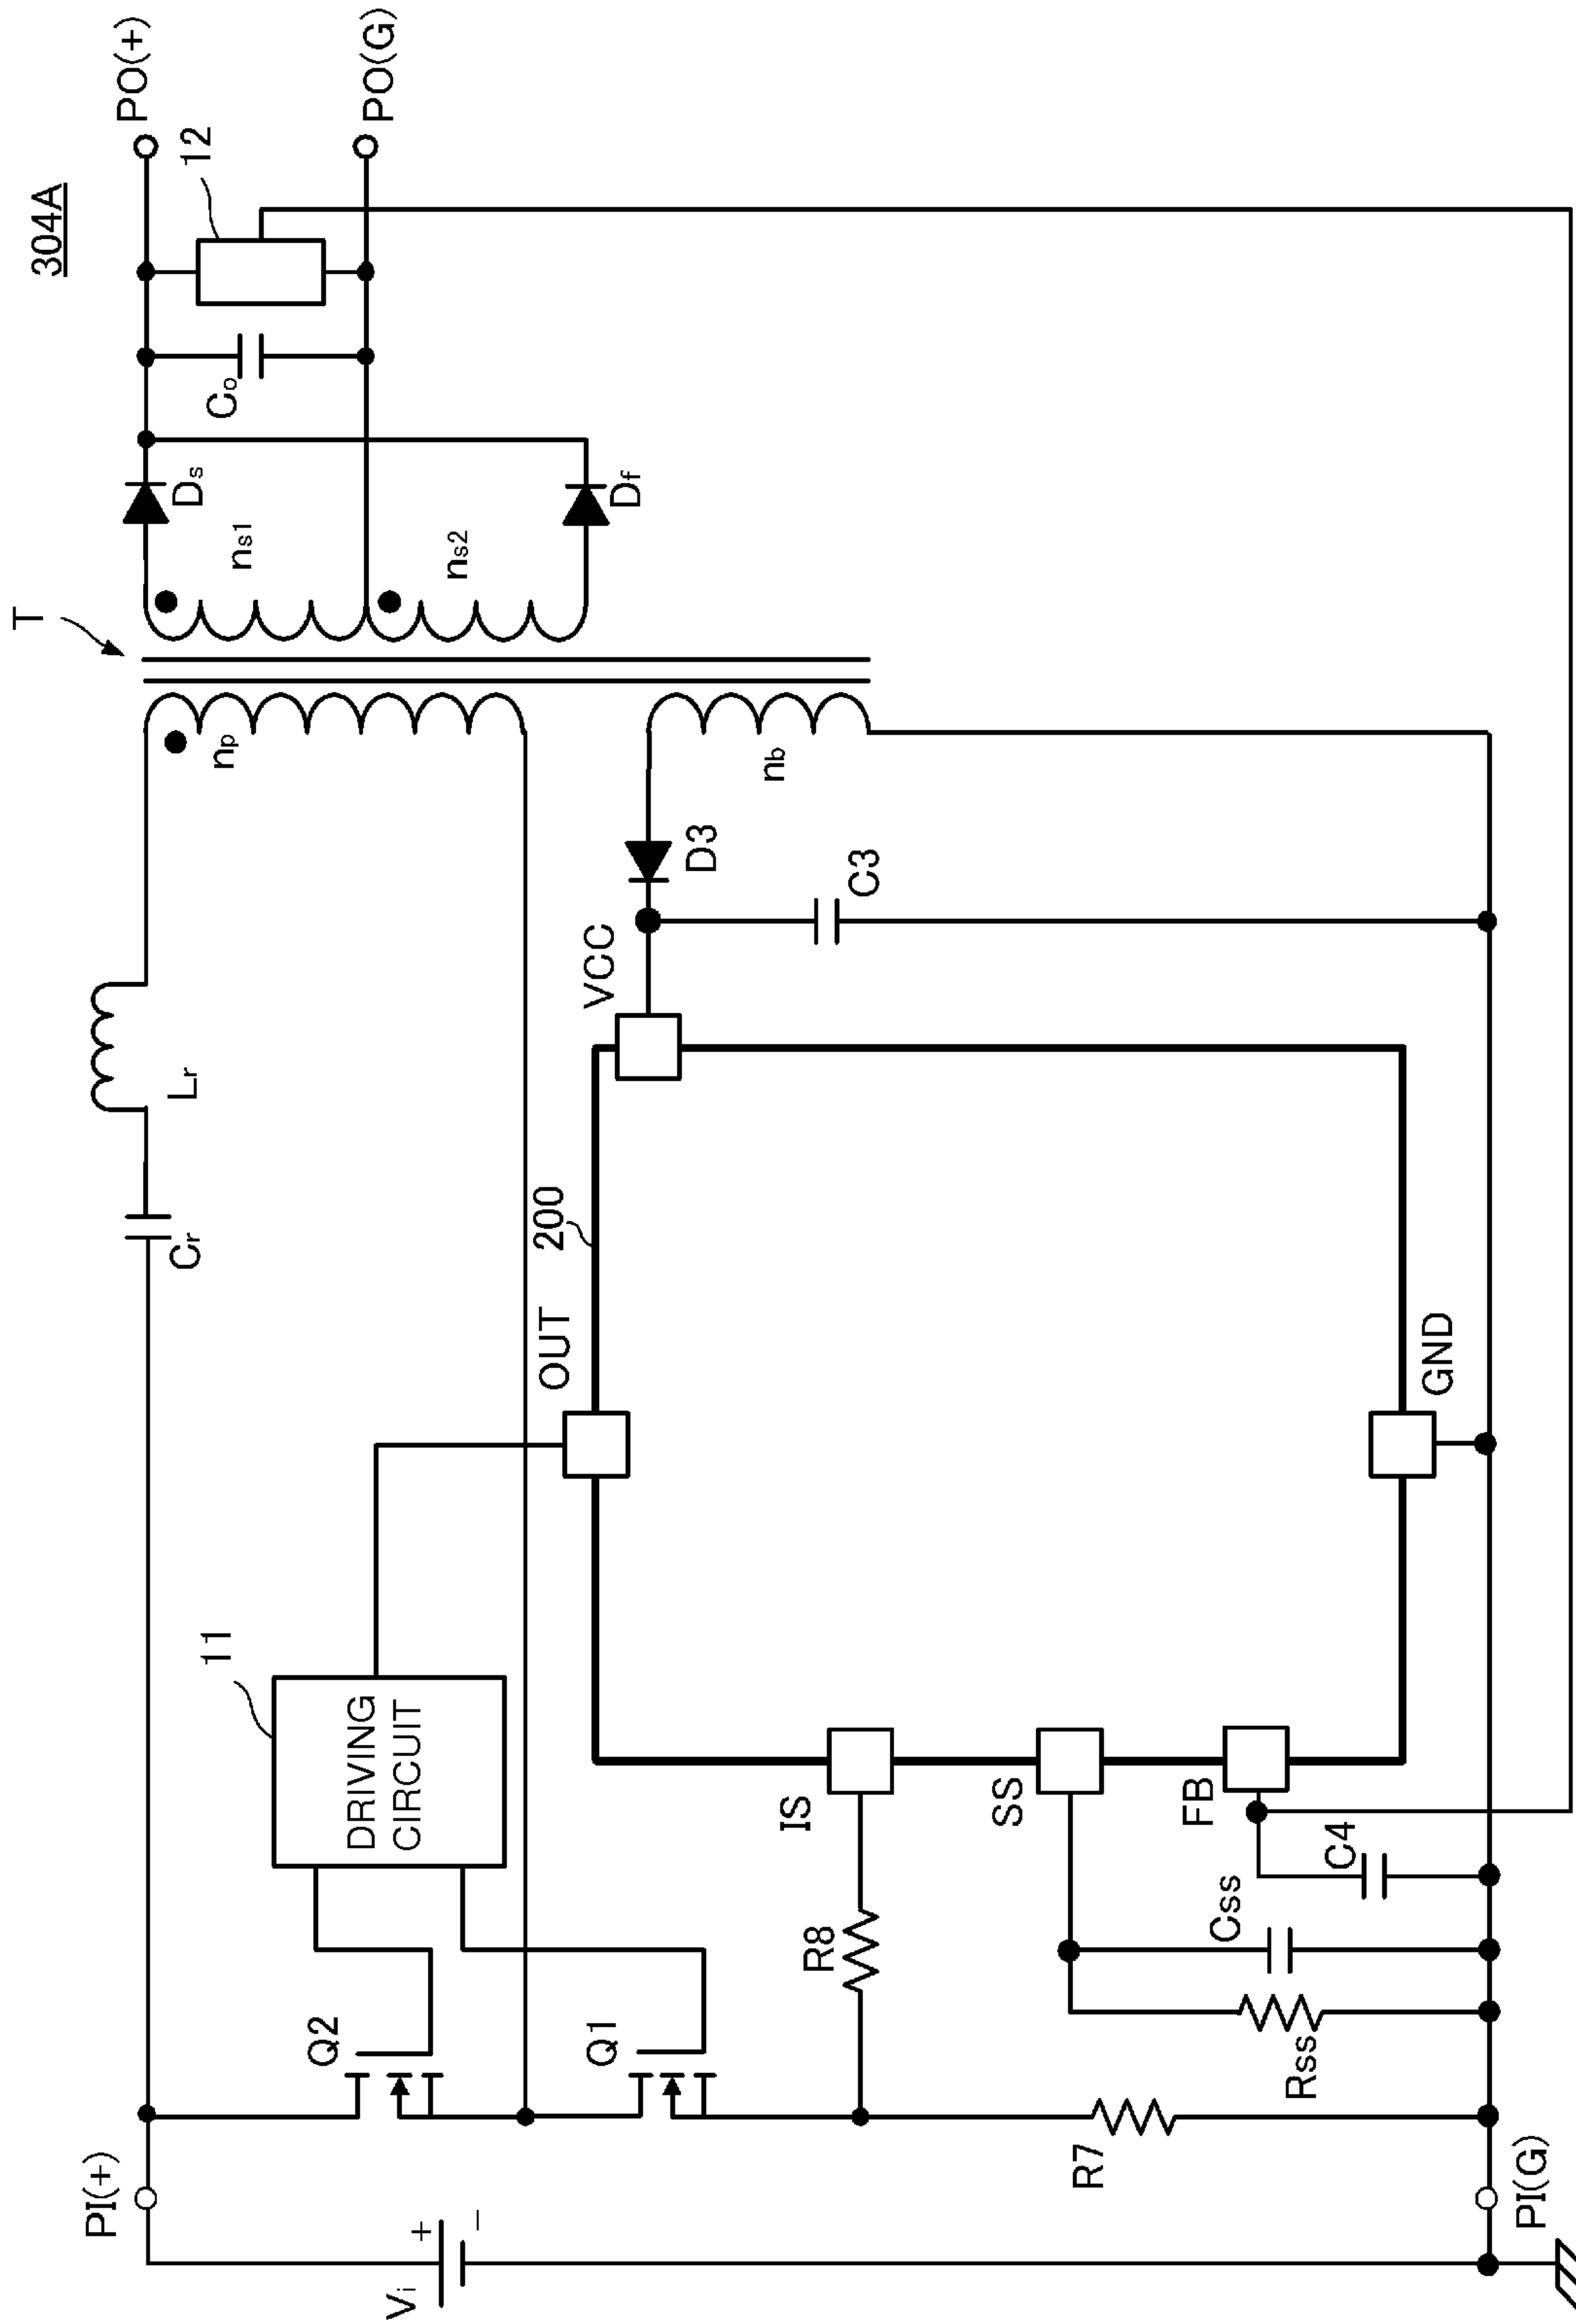 304A
T
PO(+)
12
PO(G)
Co
Ds
ns1
ns2
Df
np
nb
Lr
Cr
D3
C3
VCC
200
OUT
11
DRIVING
CIRCUIT
GND
IS
SS
FB
C4
Css
Rss
R8
Q2
Q1
R7
PI(+)
Vi
+
−
PI(G)